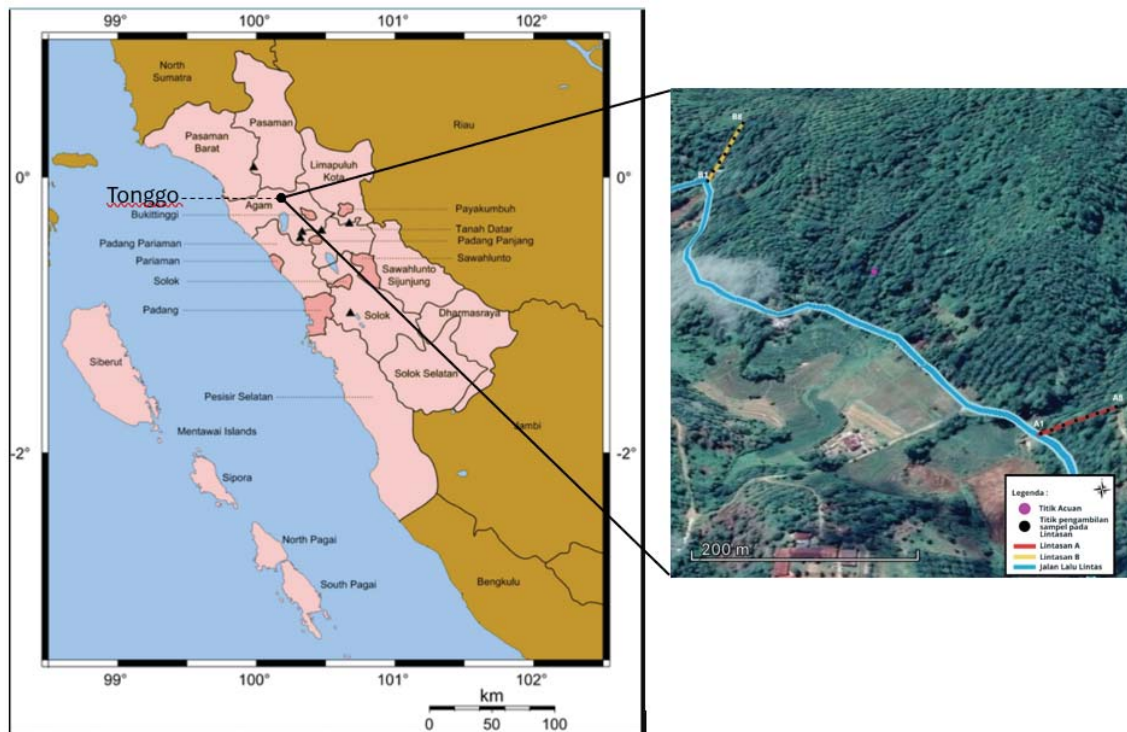 99°
100°
101°
102°
North
Sumatra
Pasaman
Pasaman
Barat
Riau
Limapuluh
Kota
0°
0°
Tonggo
Agam
Bukittinggi
Payakumbuh
Tanah Datar
Padang Pariaman
Padang Panjang
Pariaman
Sawahlunto
Solok
Sawahlunto
Sijunjung
Padang
Solok
Dharmasraya
Siberut
Solok Selatan
Pesisir Selatan
Jambi
Mentawai Islands
-2°
-2°
Sipora
North Pagai
South Pagai
Bengkulu
99°
100°
101°
102°
km
0
50
100
B8
B1
A8
A1
200 m
Legenda :
Titik Acuan
Titik pengambilan
sampel pada
Lintasan
Lintasan A
Lintasan B
Jalan Lalu Lintas